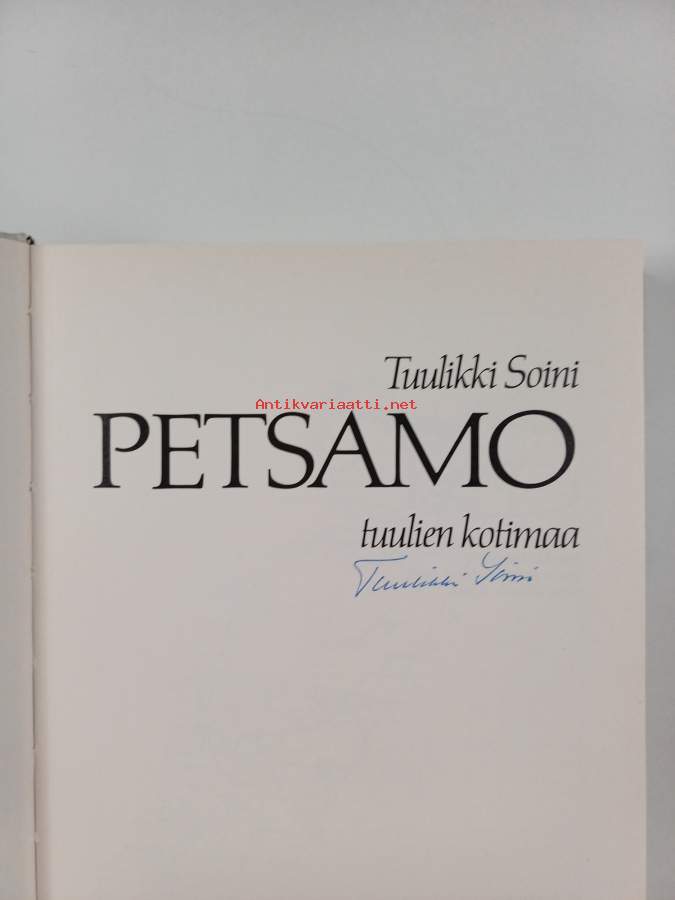 Tuulikki Soini
Antikvariaatti.net
PETSAMO
tuulien kotimaa
Tuulikki Soini